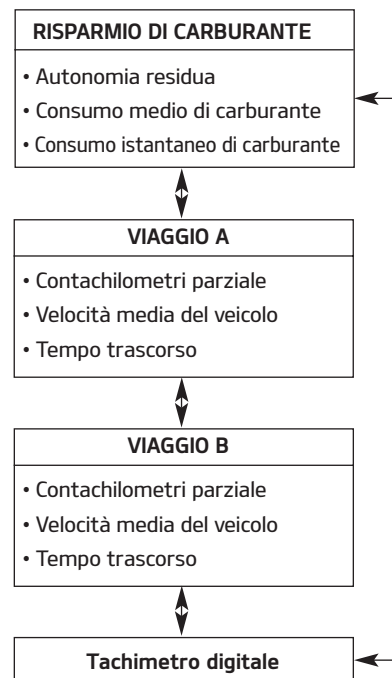 RISPARMIO DI CARBURANTE
• Autonomia residua
• Consumo medio di carburante
• Consumo istantaneo di carburante
VIAGGIO A
• Contachilometri parziale
• Velocità media del veicolo
• Tempo trascorso
VIAGGIO B
• Contachilometri parziale
• Velocità media del veicolo
• Tempo trascorso
Tachimetro digitale